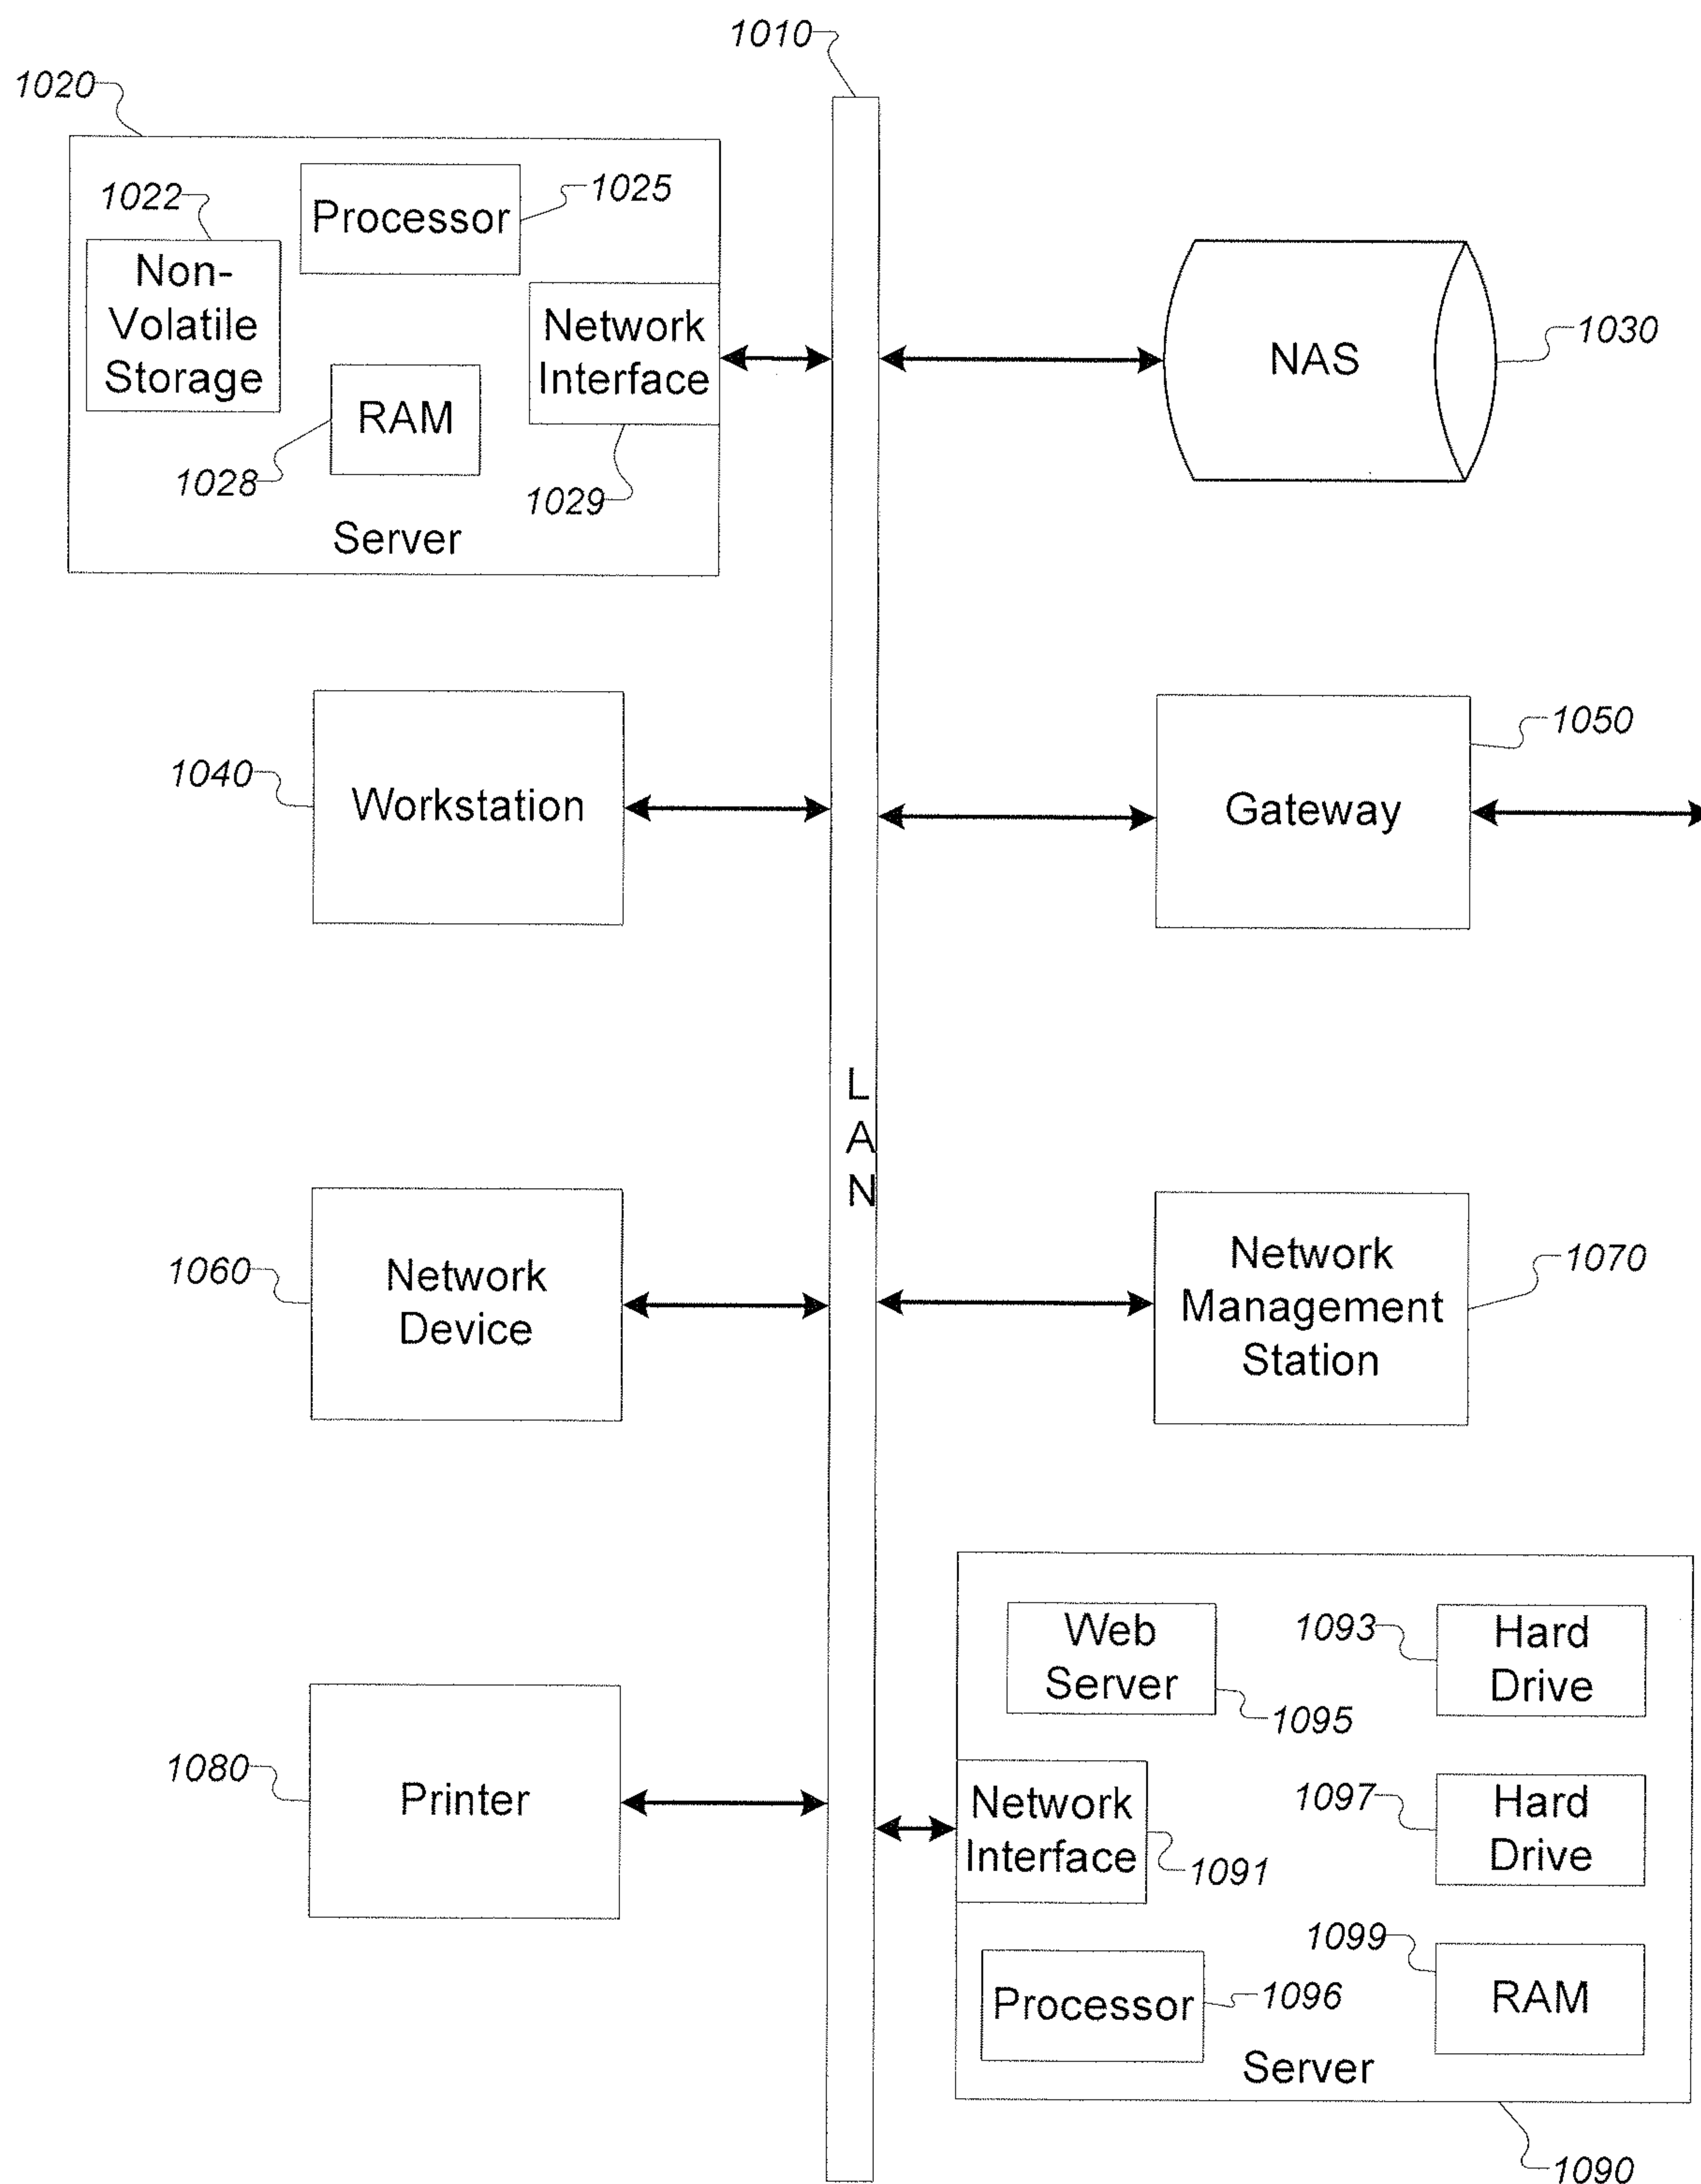 1010
1020
1022
Processor
1025
Non-
Volatile
Storage
Network
Interface
RAM
1028
1029
Server
NAS
1030
1040
Workstation
Gateway
1050
L
A
N
1060
Network
Device
Network
Management
Station
1070
1080
Printer
Web
Server
1095
1093
Hard
Drive
Network
Interface
1091
1097
Hard
Drive
Processor
1096
1099
RAM
Server
1090